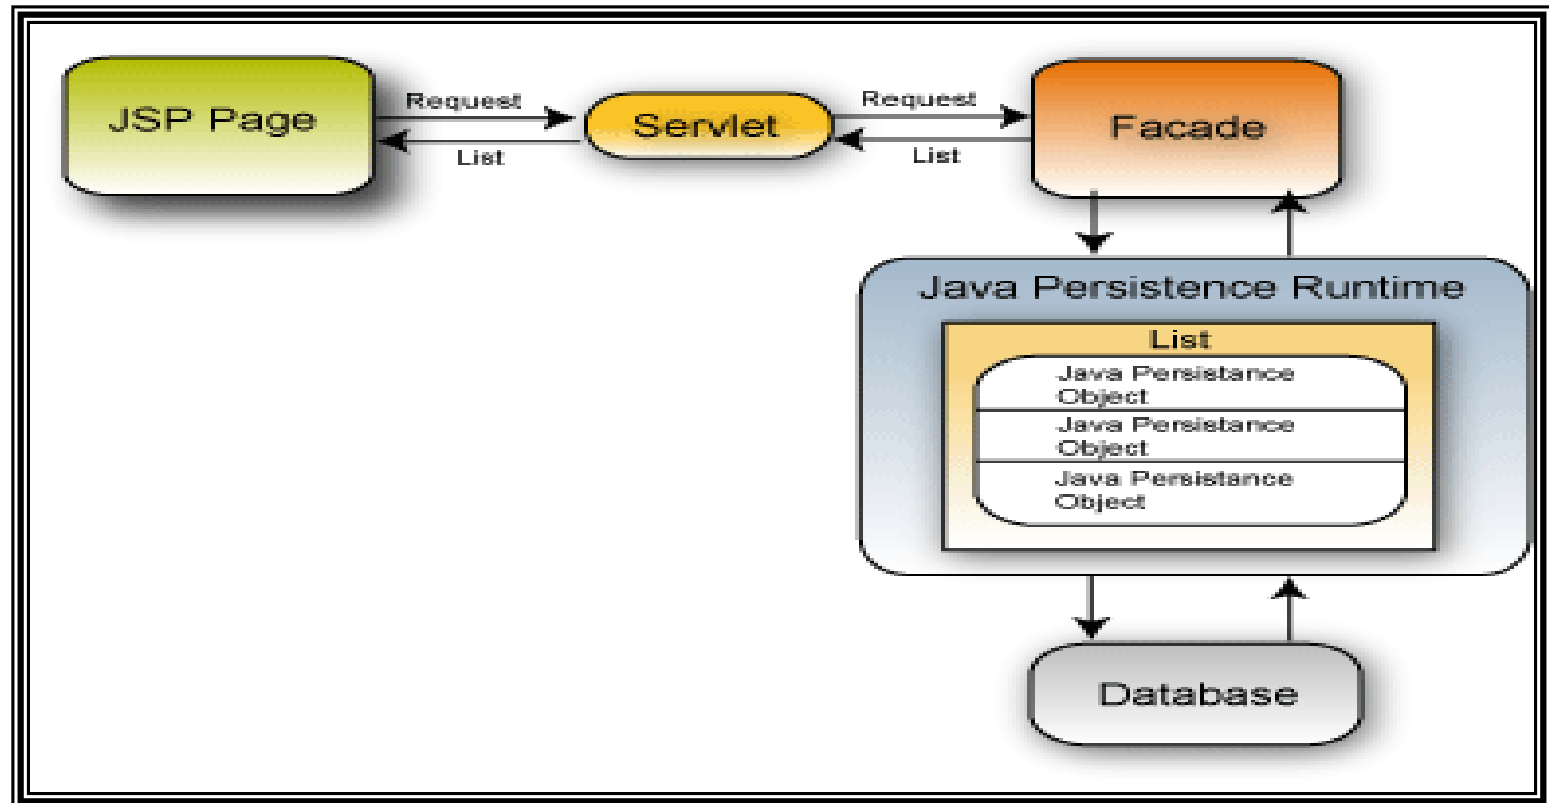 JSP Page
Request
List
Servlet
Request
List
Facade
Java Persistence Runtime
List
Java Persistance
Object
Java Persistance
Object
Java Persistance
Object
Database